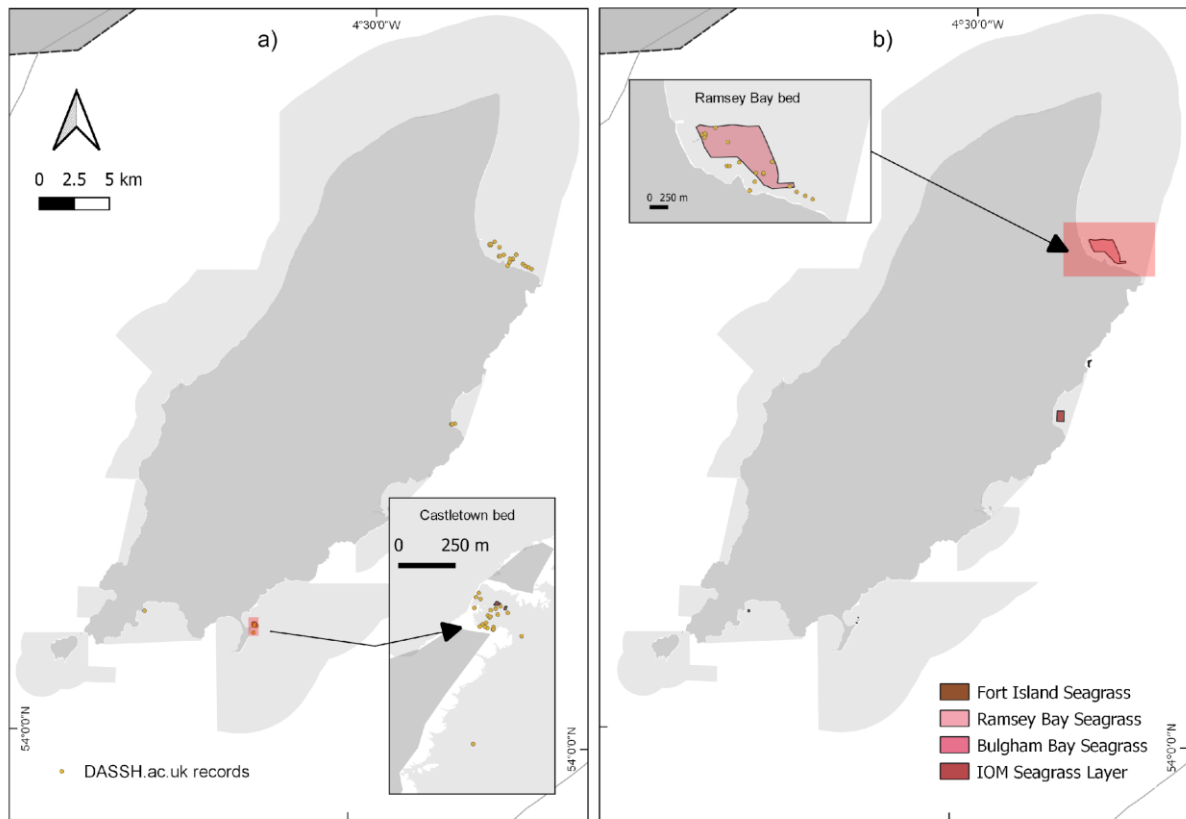 4°30'0"W
a)
0 2.5 5 km
Castletown bed
0 250 m
54°0'0"N
54°0'0"N
DASSH.ac.uk records
4°30'0"W
b)
Ramsey Bay bed
0 250 m
Fort Island Seagrass
Ramsey Bay Seagrass
Bulgham Bay Seagrass
IOM Seagrass Layer
54°0'0"N